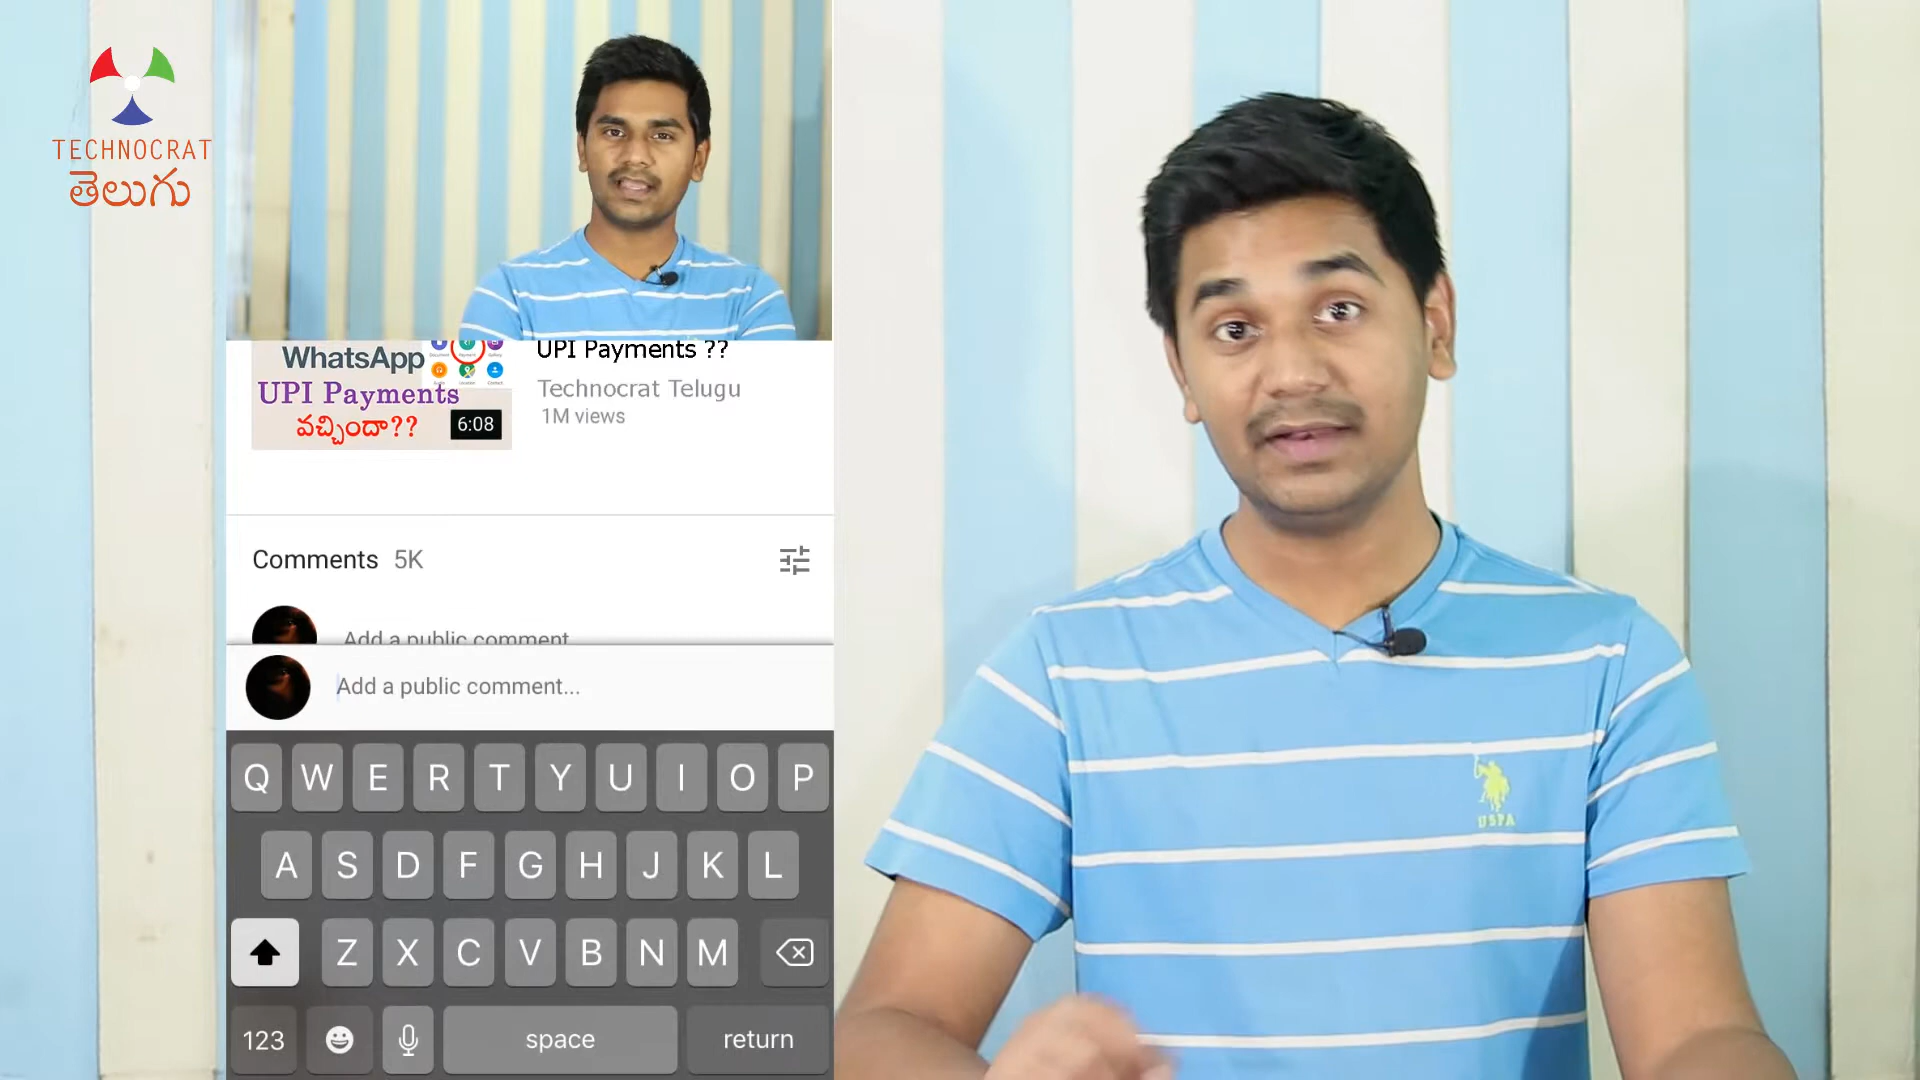 TECHNOCRAT
తెలుగు
WhatsApp
UPI Payments
వచ్చిందా??
6:08
UPI Payments ??
Technocrat Telugu
1M views
Comments 5K
Add a public comment
Add a public comment...
Q W E R T Y U I O P
A S D F G H J K L
Z X C V B N M
123 space return
USPA